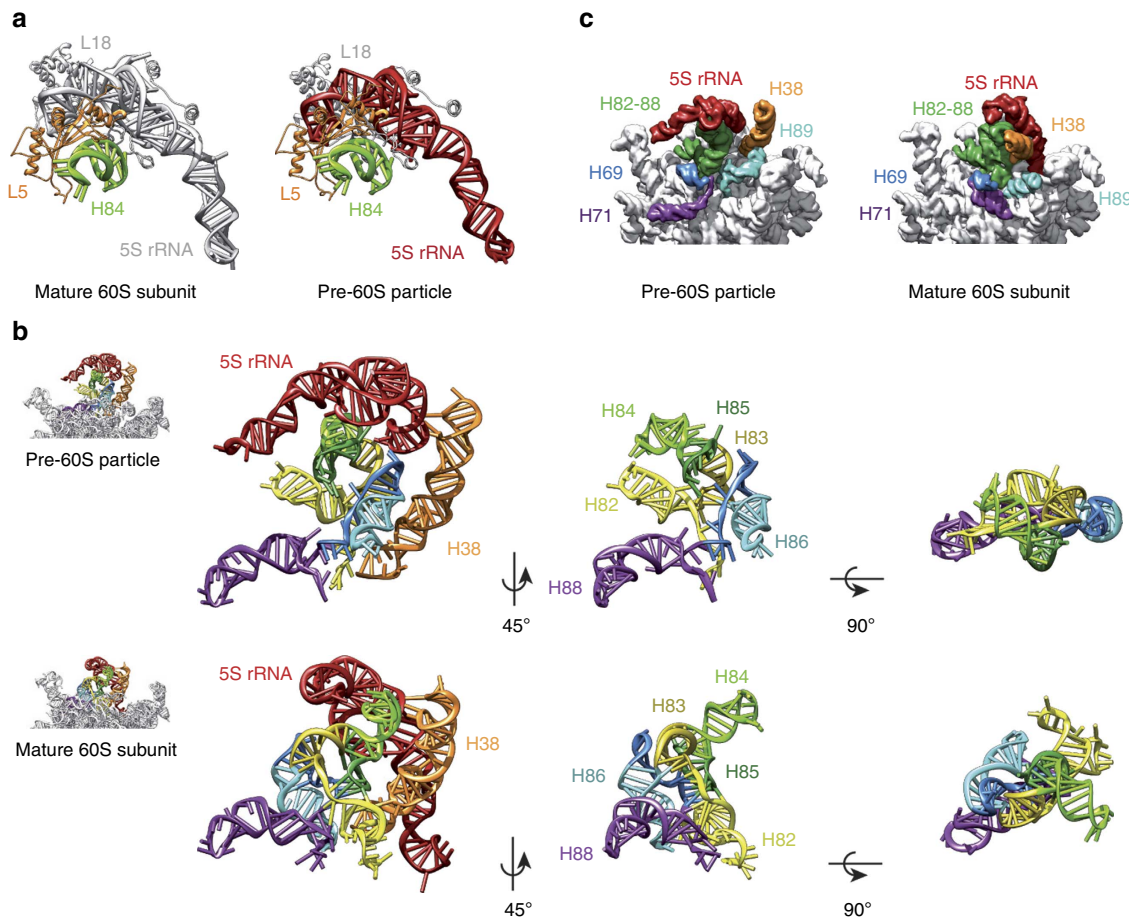 a
L18
L5
H84
5S rRNA
Mature 60S subunit
L18
L5
H84
5S rRNA
Pre-60S particle
c
5S rRNA
H38
H82-88
H89
H69
H71
Pre-60S particle
5S rRNA
H82-88
H38
H69
H71
H89
Mature 60S subunit
b
Pre-60S particle
5S rRNA
H38
45°
H84
H85
H83
H82
H86
H88
90°
Mature 60S subunit
5S rRNA
H38
45°
H84
H83
H86
H85
H82
H88
90°